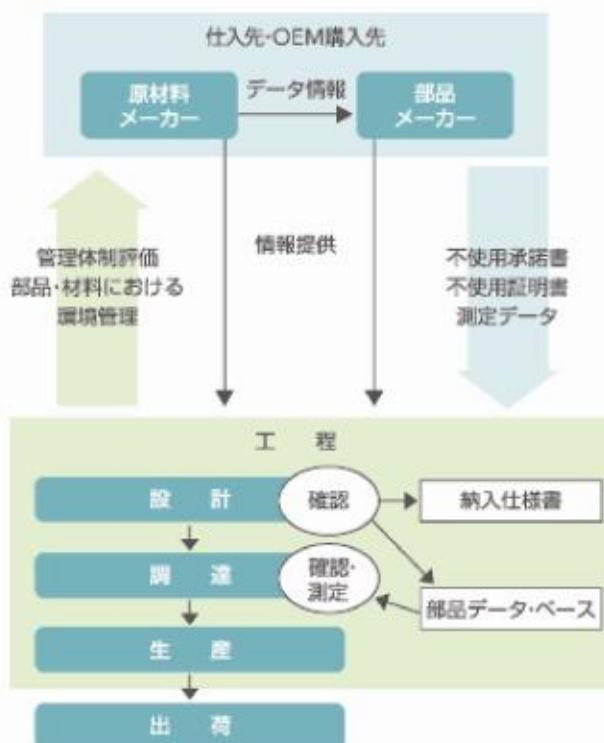 仕入先・OEM購入先
原材料
メーカー
データ情報
部品
メーカー
管理体制評価
部品・材料における
環境管理
情報提供
不使用承諾書
不使用証明書
測定データ
工 程
設 計
確認
納入仕様書
調 達
確認・
測定
部品データ・ベース
生 産
出 荷